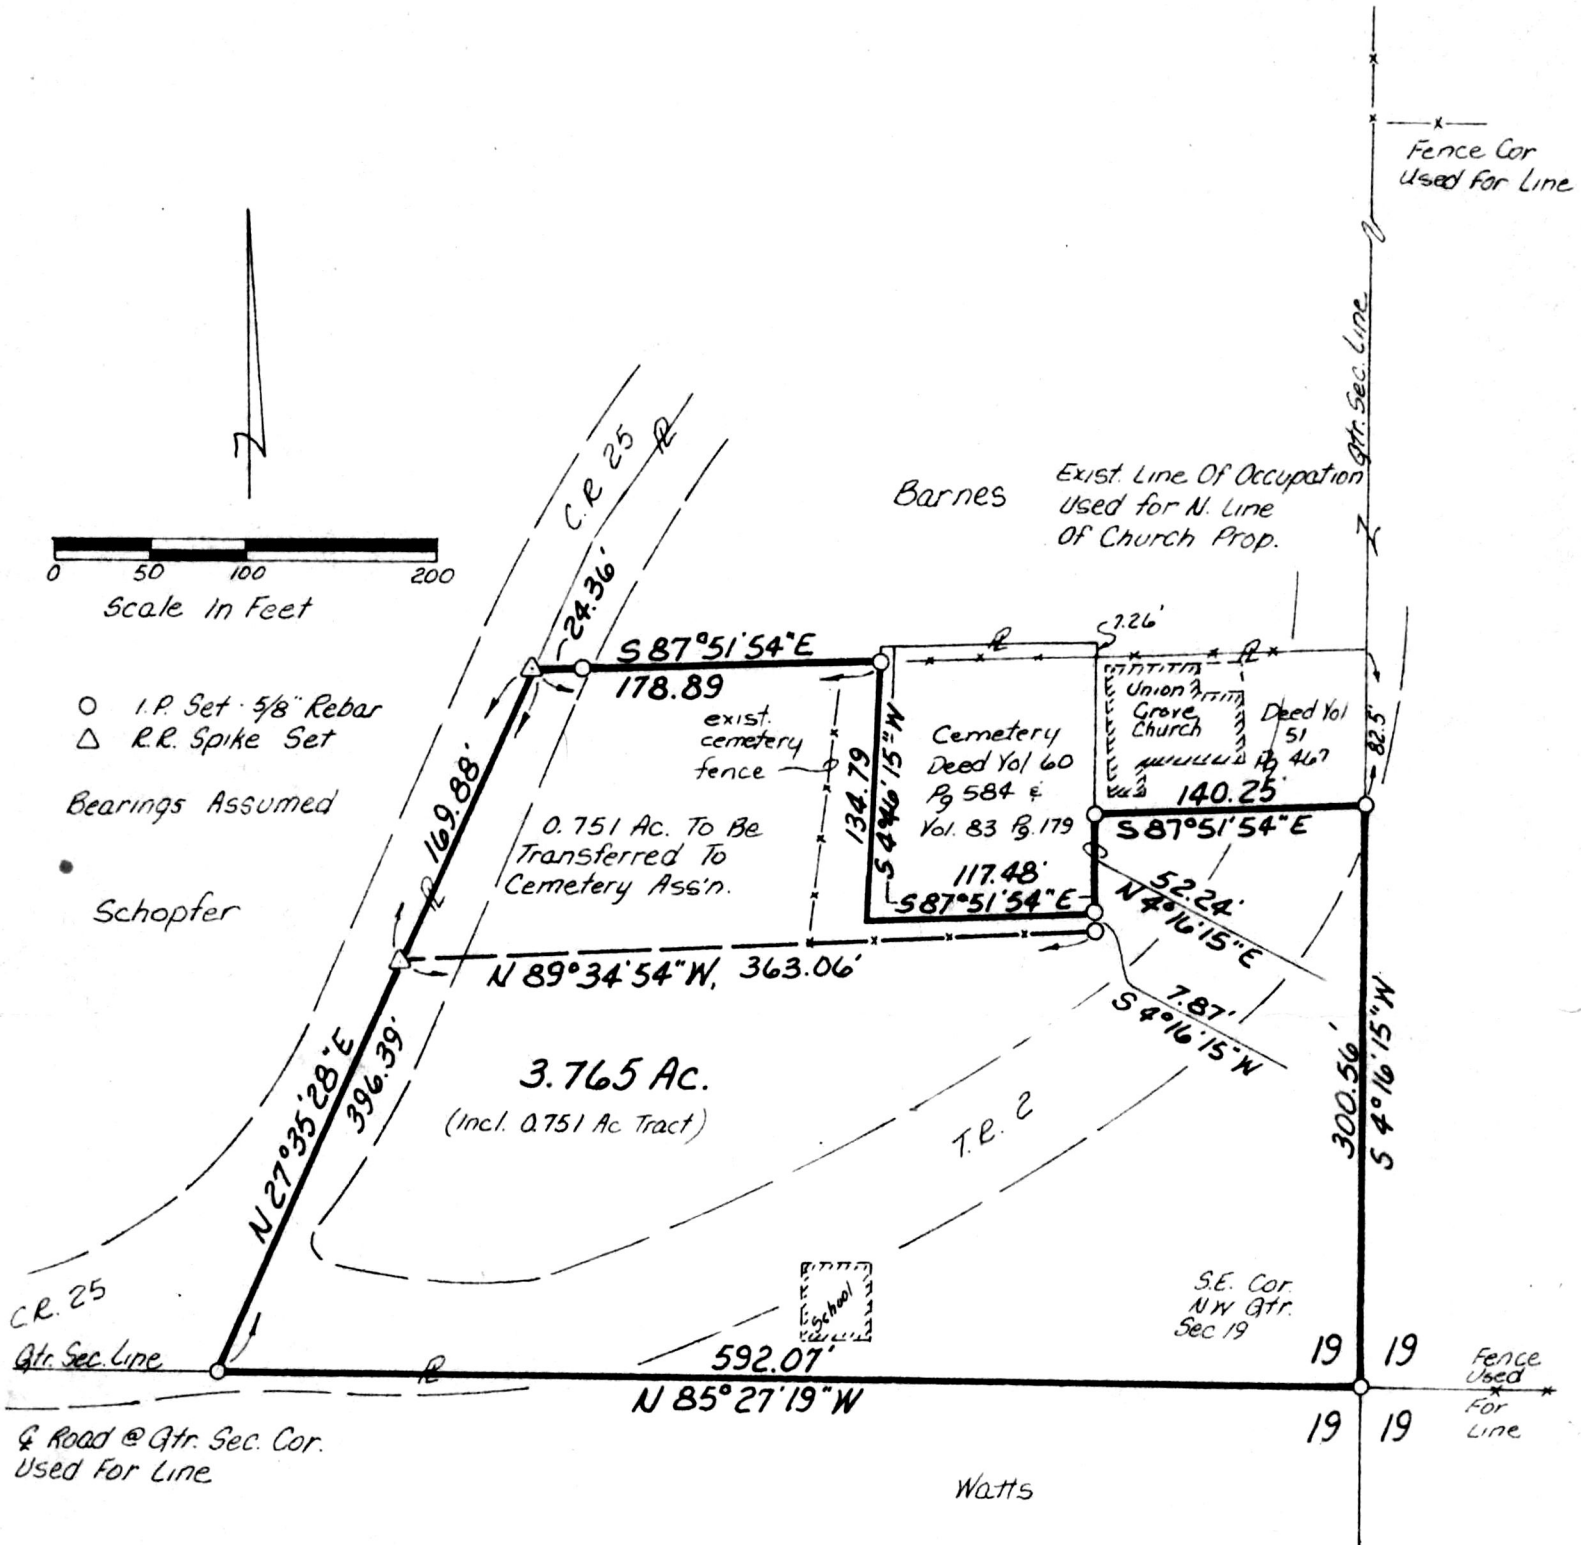 Fence Cor
Used For Line
Qtr. Sec. Line
C.R. 25
PL
Barnes
Exist. Line Of Occupation
Used for N. Line
Of Church Prop.
0 50 100 200
Scale In Feet
24.36'
S 87°51'54"E
178.89
7.26'
PL
PL
I.P. Set - 5/8" Rebar
R.R. Spike Set
Bearings Assumed
exist.
cemetery
fence
Cemetery
Deed Vol 60
Pg 584 &
Vol. 83 Pg. 179
Union
Grove
Church
Deed Vol
51
Pg 467
82.5'
169.88'
PL
134.79
S 4°46'15"W
140.25'
S 87°51'54"E
0.751 Ac. To Be
Transferred To
Cemetery Ass'n.
117.48'
S 87°51'54"E
52.24'
N 4°16'15"E
Schopfer
N 89°34'54"W, 363.06'
7.87'
S 4°16'15"W
N 27°35'28"E
396.39'
3.765 Ac.
(Incl. 0.751 Ac Tract)
T.R. 2
300.56'
S 4°16'15"W
School
S.E. Cor.
NW Qtr.
Sec 19
C.R. 25
Qtr. Sec. Line
PL
592.07'
N 85°27'19"W
19 19
Fence
Used
For
Line
19 19
℄ Road @ Qtr. Sec. Cor.
Used For Line
Watts